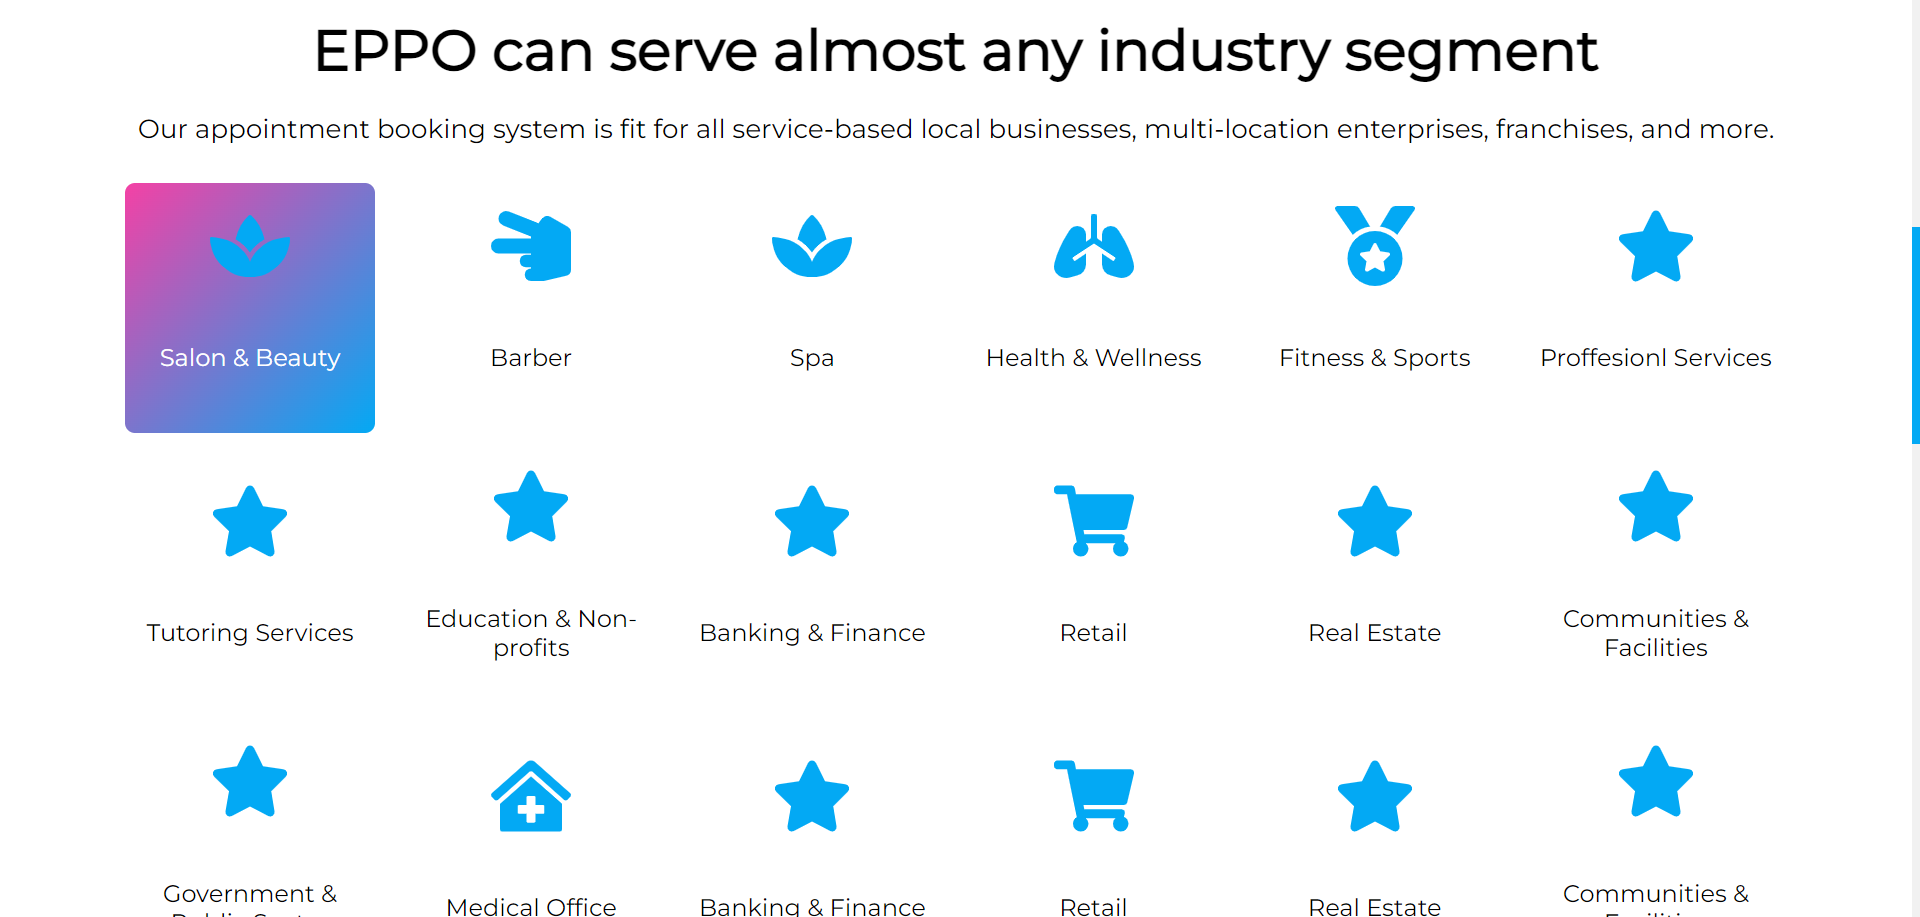 EPPO can serve almost any industry segment
Our appointment booking system is fit for all service-based local businesses, multi-location enterprises, franchises, and more.
Salon & Beauty
Barber
Spa
Health & Wellness
Fitness & Sports
Proffesionl Services
Tutoring Services
Education & Non-
profits
Banking & Finance
Retail
Real Estate
Communities &
Facilities
Government &
Medical Office
Banking & Finance
Retail
Real Estate
Communities &